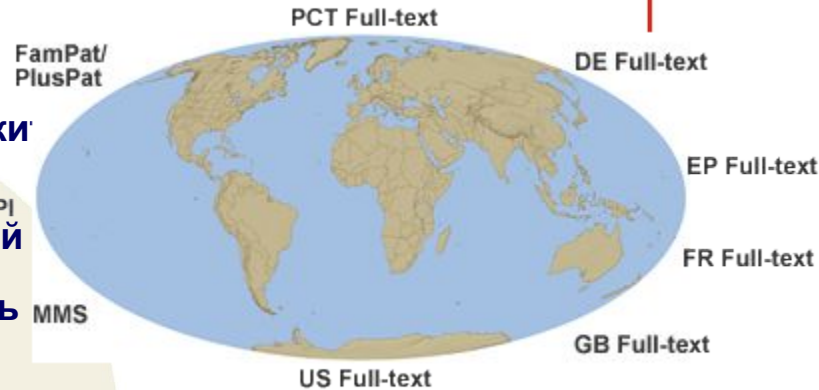 PCT Full-text
FamPat/
PlusPat
DE Full-text
EP Full-text
й
FR Full-text
ь
MMS
GB Full-text
US Full-text